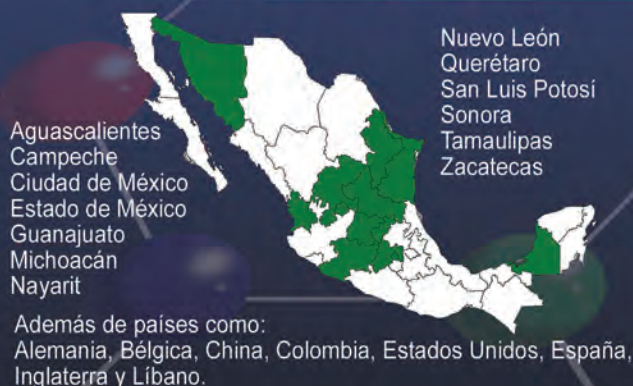 Aguascalientes
Campeche
Ciudad de México
Estado de México
Guanajuato
Michoacán
Nayarit
Nuevo León
Querétaro
San Luis Potosí
Sonora
Tamaulipas
Zacatecas
Además de países como:
Alemania, Bélgica, China, Colombia, Estados Unidos, España,
Inglaterra y Líbano.